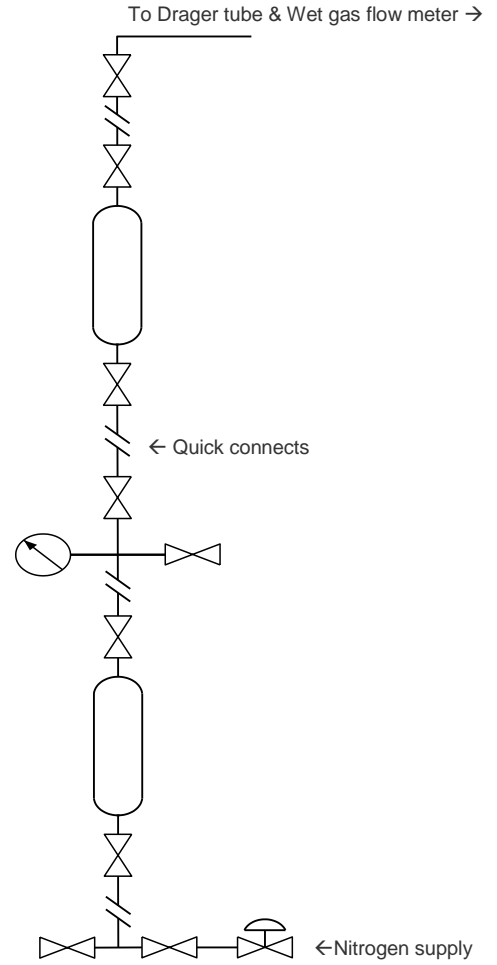 To Drager tube & Wet gas flow meter →
← Quick connects
←Nitrogen supply